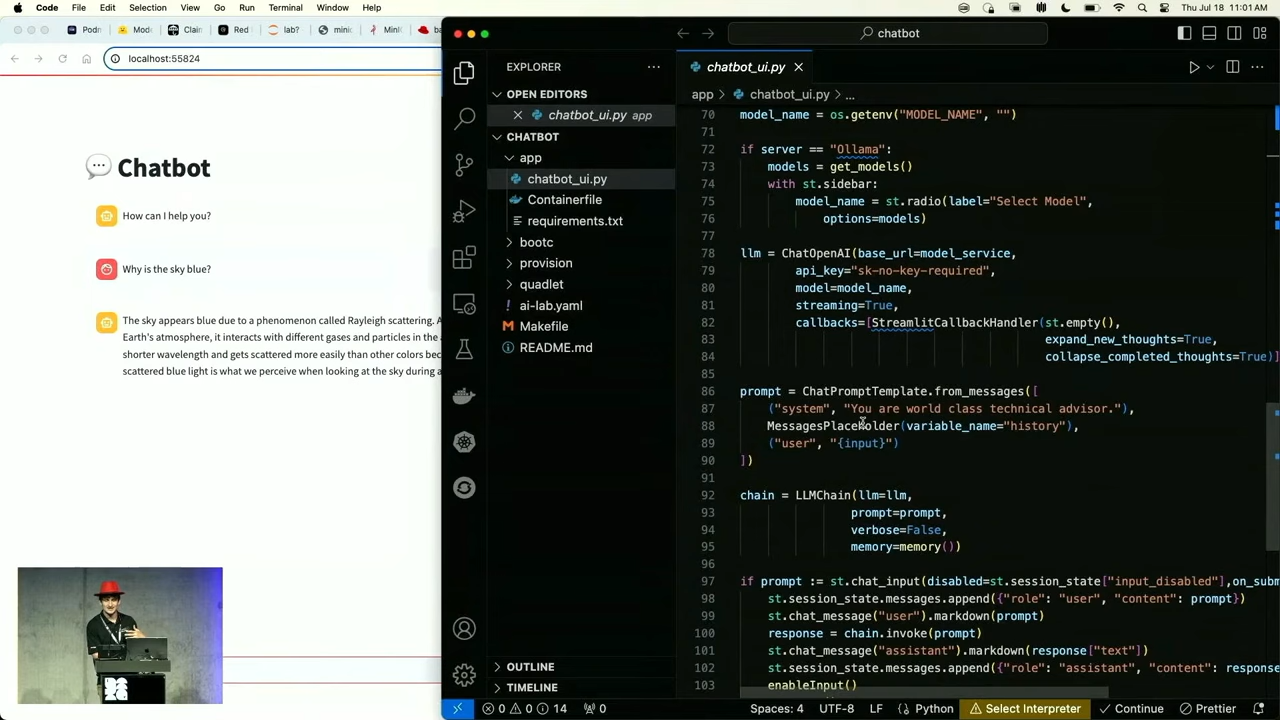 Code File Edit Selection View Go Run Terminal Window Help Thu Jul 18 11:01 AM
Podn Mode Clain Red lab? minic MinIC ba
localhost:55824
💬 Chatbot
How can I help you?
Why is the sky blue?
The sky appears blue due to a phenomenon called Rayleigh scattering. A
Earth's atmosphere, it interacts with different gases and particles in the a
shorter wavelength and gets scattered more easily than other colors bec
scattered blue light is what we perceive when looking at the sky during a
chatbot
EXPLORER
OPEN EDITORS
chatbot_ui.py app
CHATBOT
app
chatbot_ui.py
Containerfile
requirements.txt
bootc
provision
quadlet
ai-lab.yaml
Makefile
README.md
OUTLINE
TIMELINE
chatbot_ui.py
app > chatbot_ui.py > ...
70 model_name = os.getenv("MODEL_NAME", "")
71
72 if server == "Ollama":
73     models = get_models()
74     with st.sidebar:
75         model_name = st.radio(label="Select Model",
76             options=models)
77
78 llm = ChatOpenAI(base_url=model_service,
79         api_key="sk-no-key-required",
80         model=model_name,
81         streaming=True,
82         callbacks=[StreamlitCallbackHandler(st.empty(),
83                                             expand_new_thoughts=True,
84                                             collapse_completed_thoughts=True)]
85
86 prompt = ChatPromptTemplate.from_messages([
87     ("system", "You are world class technical advisor."),
88     MessagesPlaceholder(variable_name="history"),
89     ("user", "{input}")
90 ])
91
92 chain = LLMChain(llm=llm,
93                 prompt=prompt,
94                 verbose=False,
95                 memory=memory())
96
97 if prompt := st.chat_input(disabled=st.session_state["input_disabled"],on_subm
98     st.session_state.messages.append({"role": "user", "content": prompt})
99     st.chat_message("user").markdown(prompt)
100     response = chain.invoke(prompt)
101     st.chat_message("assistant").markdown(response["text"])
102     st.session_state.messages.append({"role": "assistant", "content": response
103     enableInput()
0 0 14 0 Spaces: 4 UTF-8 LF Python Select Interpreter Continue Prettier